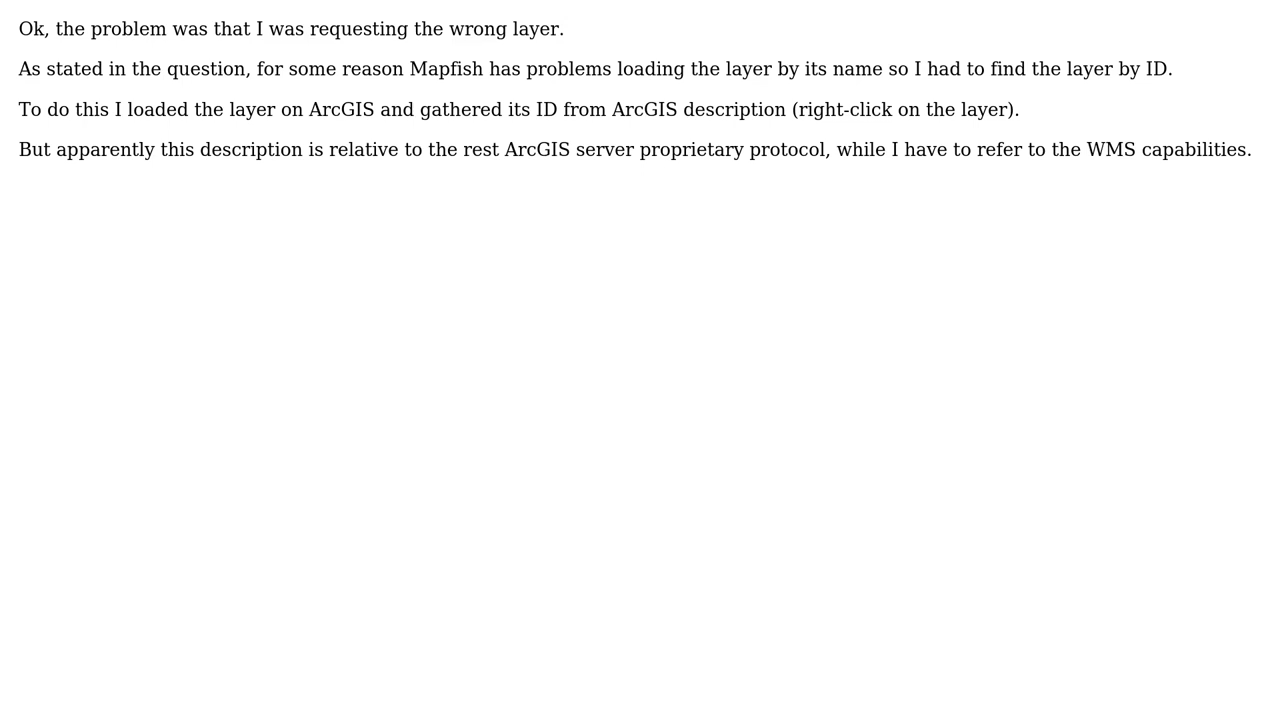 Ok, the problem was that I was requesting the wrong layer.
As stated in the question, for some reason Mapfish has problems loading the layer by its name so I had to find the layer by ID.
To do this I loaded the layer on ArcGIS and gathered its ID from ArcGIS description (right-click on the layer).
But apparently this description is relative to the rest ArcGIS server proprietary protocol, while I have to refer to the WMS capabilities.